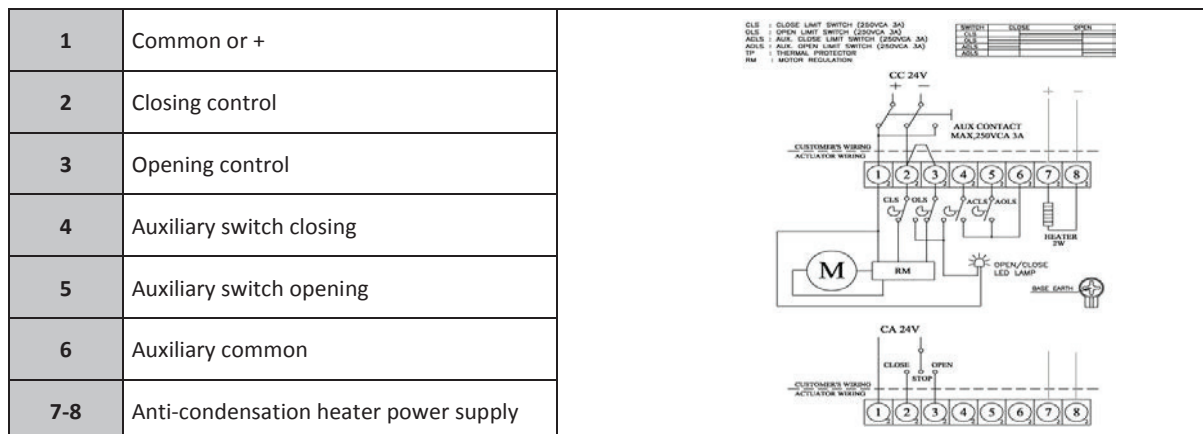 1 Common or +
2 Closing control
3 Opening control
4 Auxiliary switch closing
5 Auxiliary switch opening
6 Auxiliary common
7-8 Anti-condensation heater power supply
CLS : CLOSE LIMIT SWITCH (250VCA 3A)
OLS : OPEN LIMIT SWITCH (250VCA 3A)
ACLS : AUX. CLOSE LIMIT SWITCH (250VCA 3A)
AOLS : AUX. OPEN LIMIT SWITCH (250VCA 3A)
TP : THERMAL PROTECTOR
RM : MOTOR REGULATION
SWITCH CLOSE OPEN
CLS
OLS
ACLS
AOLS
CC 24V
+ − + −
AUX CONTACT
MAX,250VCA 3A
CUSTOMER'S WIRING
ACTUATOR WIRING
1 2 3 4 5 6 7 8
CLS OLS ACLS AOLS
HEATER
2W
M RM
OPEN/CLOSE
LED LAMP
BASE EARTH
CA 24V
CLOSE OPEN
STOP
CUSTOMER'S WIRING
ACTUATOR WIRING
1 2 3 4 5 6 7 8